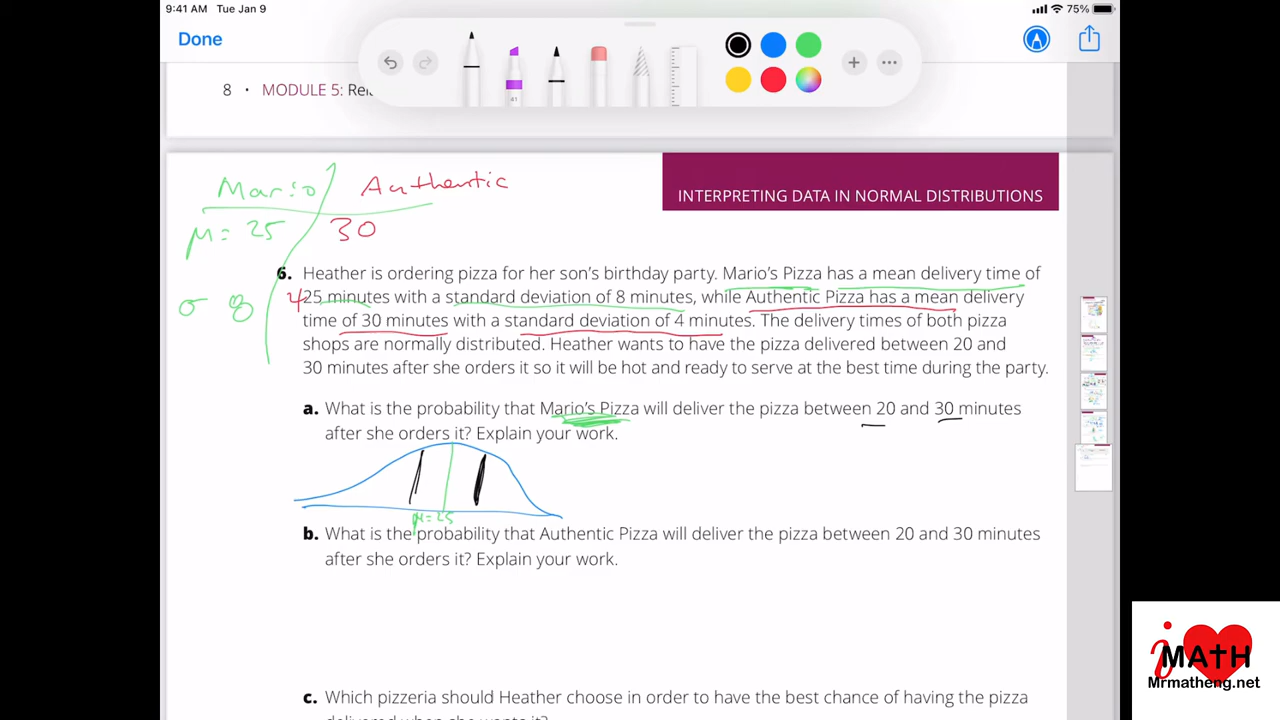 9:41 AM Tue Jan 9
75%
Done
41
8 • MODULE 5:
INTERPRETING DATA IN NORMAL DISTRIBUTIONS
Mario Authentic
μ= 25 30
σ 8 4
6. Heather is ordering pizza for her son's birthday party. Mario's Pizza has a mean delivery time of
25 minutes with a standard deviation of 8 minutes, while Authentic Pizza has a mean delivery
time of 30 minutes with a standard deviation of 4 minutes. The delivery times of both pizza
shops are normally distributed. Heather wants to have the pizza delivered between 20 and
30 minutes after she orders it so it will be hot and ready to serve at the best time during the party.
a. What is the probability that Mario's Pizza will deliver the pizza between 20 and 30 minutes
after she orders it? Explain your work.
μ=25
b. What is the probability that Authentic Pizza will deliver the pizza between 20 and 30 minutes
after she orders it? Explain your work.
c. Which pizzeria should Heather choose in order to have the best chance of having the pizza
delivered when she wants it?
i MATH
Mrmatheng.net